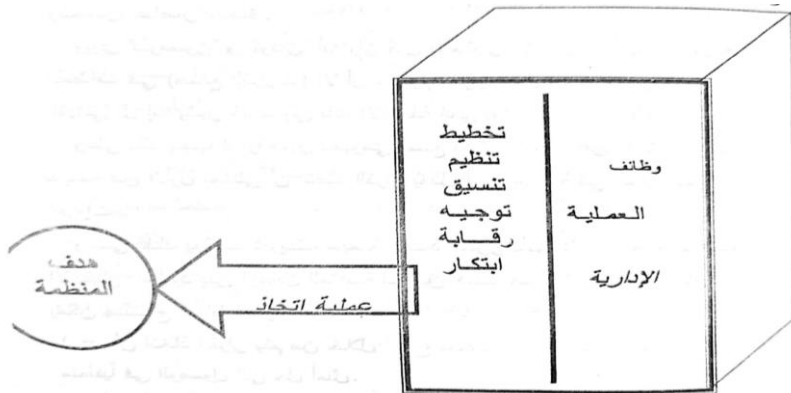 وظائف
العملية
الإدارية
تخطيط
تنظيم
تنسيق
توجيه
رقابة
ابتكار
عملية اتخاذ
هدف
المنظمة